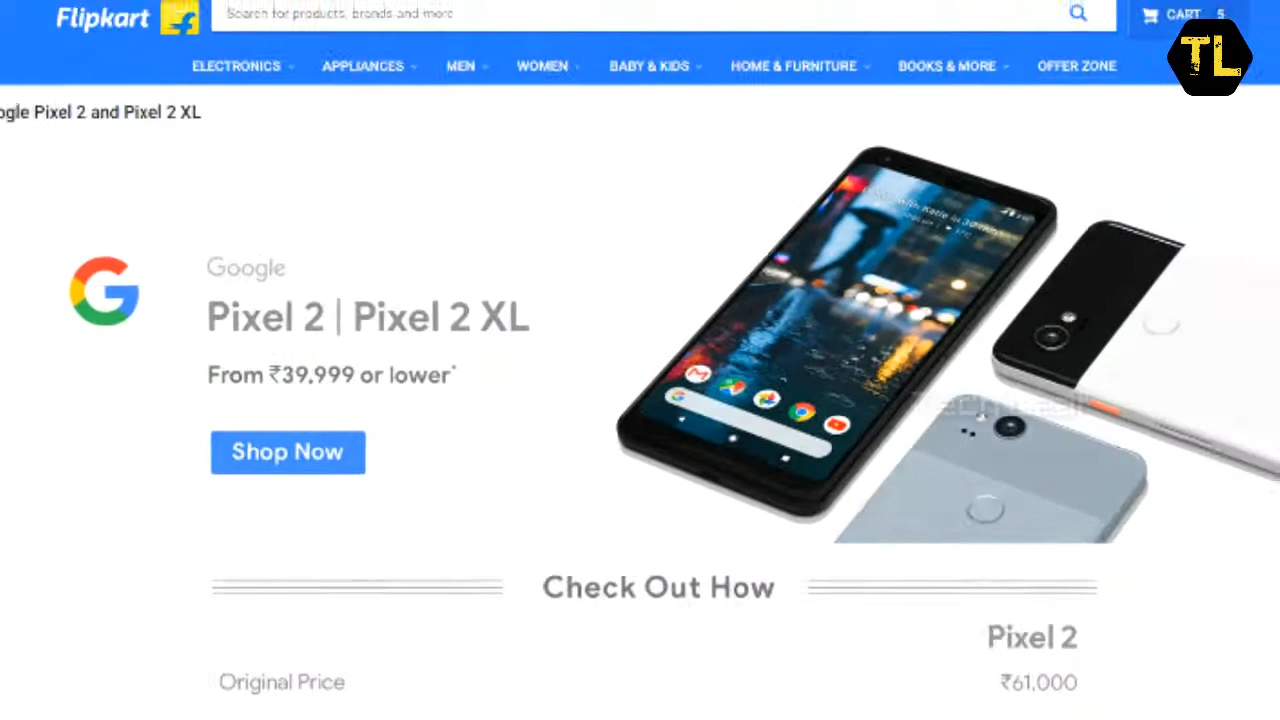 Flipkart
Search for products, brands and more
CART 5
TL
ELECTRONICS APPLIANCES MEN WOMEN BABY & KIDS HOME & FURNITURE BOOKS & MORE OFFER ZONE
ogle Pixel 2 and Pixel 2 XL
Google
Pixel 2 | Pixel 2 XL
From ₹39,999 or lower*
Shop Now
Check Out How
Pixel 2
Original Price ₹61,000